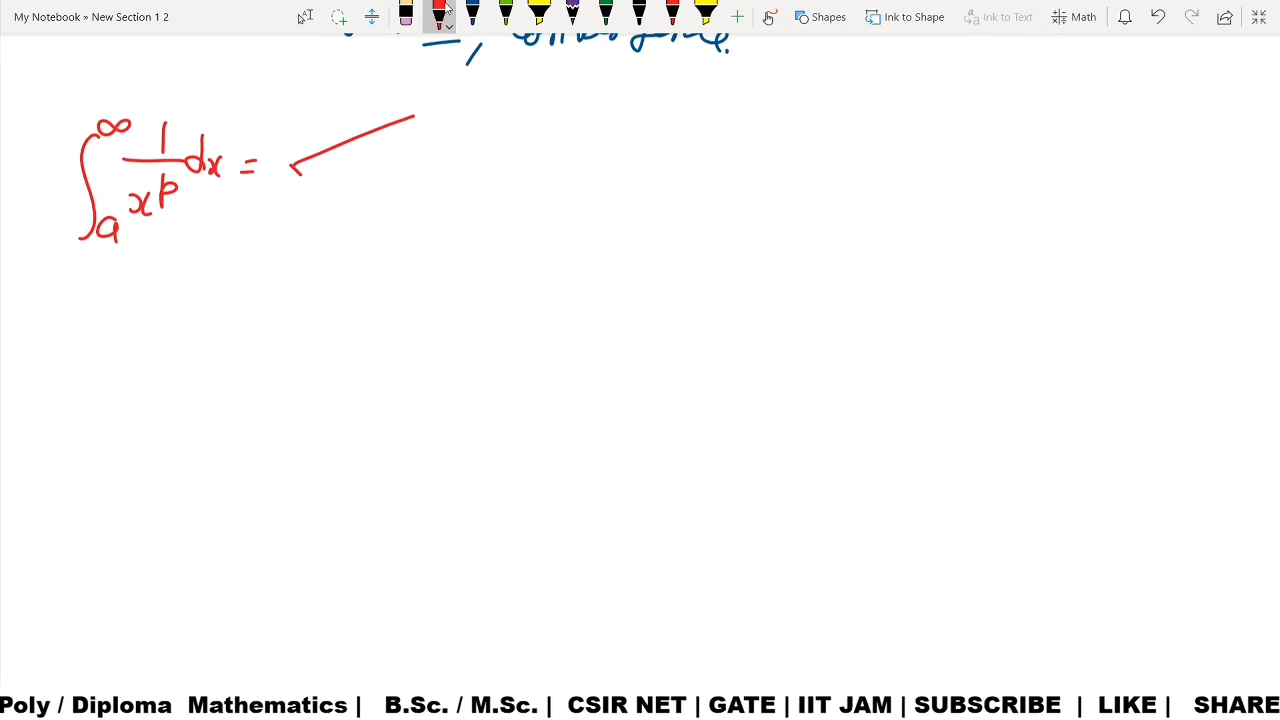 My Notebook » New Section 1 2
Shapes Ink to Shape Ink to Text Math
∫_a^∞ 1/x^p dx =
Poly / Diploma Mathematics | B.Sc. / M.Sc. | CSIR NET | GATE | IIT JAM | SUBSCRIBE | LIKE | SHARE